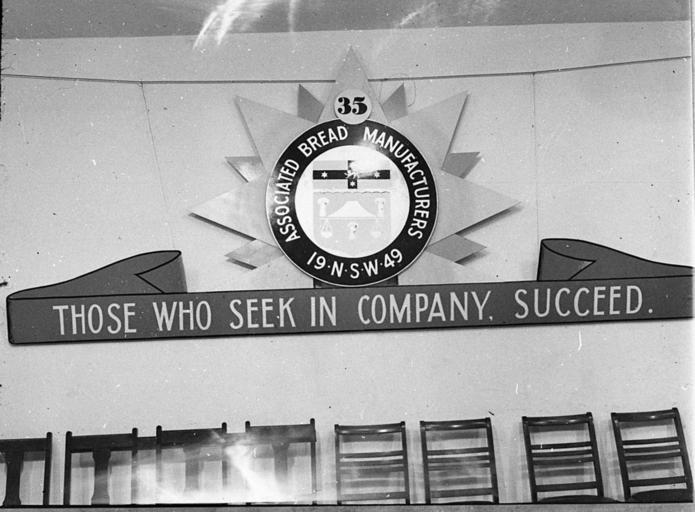 35
ASSOCIATED BREAD MANUFACTURERS
19·N·S·W·49
THOSE WHO SEEK IN COMPANY, SUCCEED.